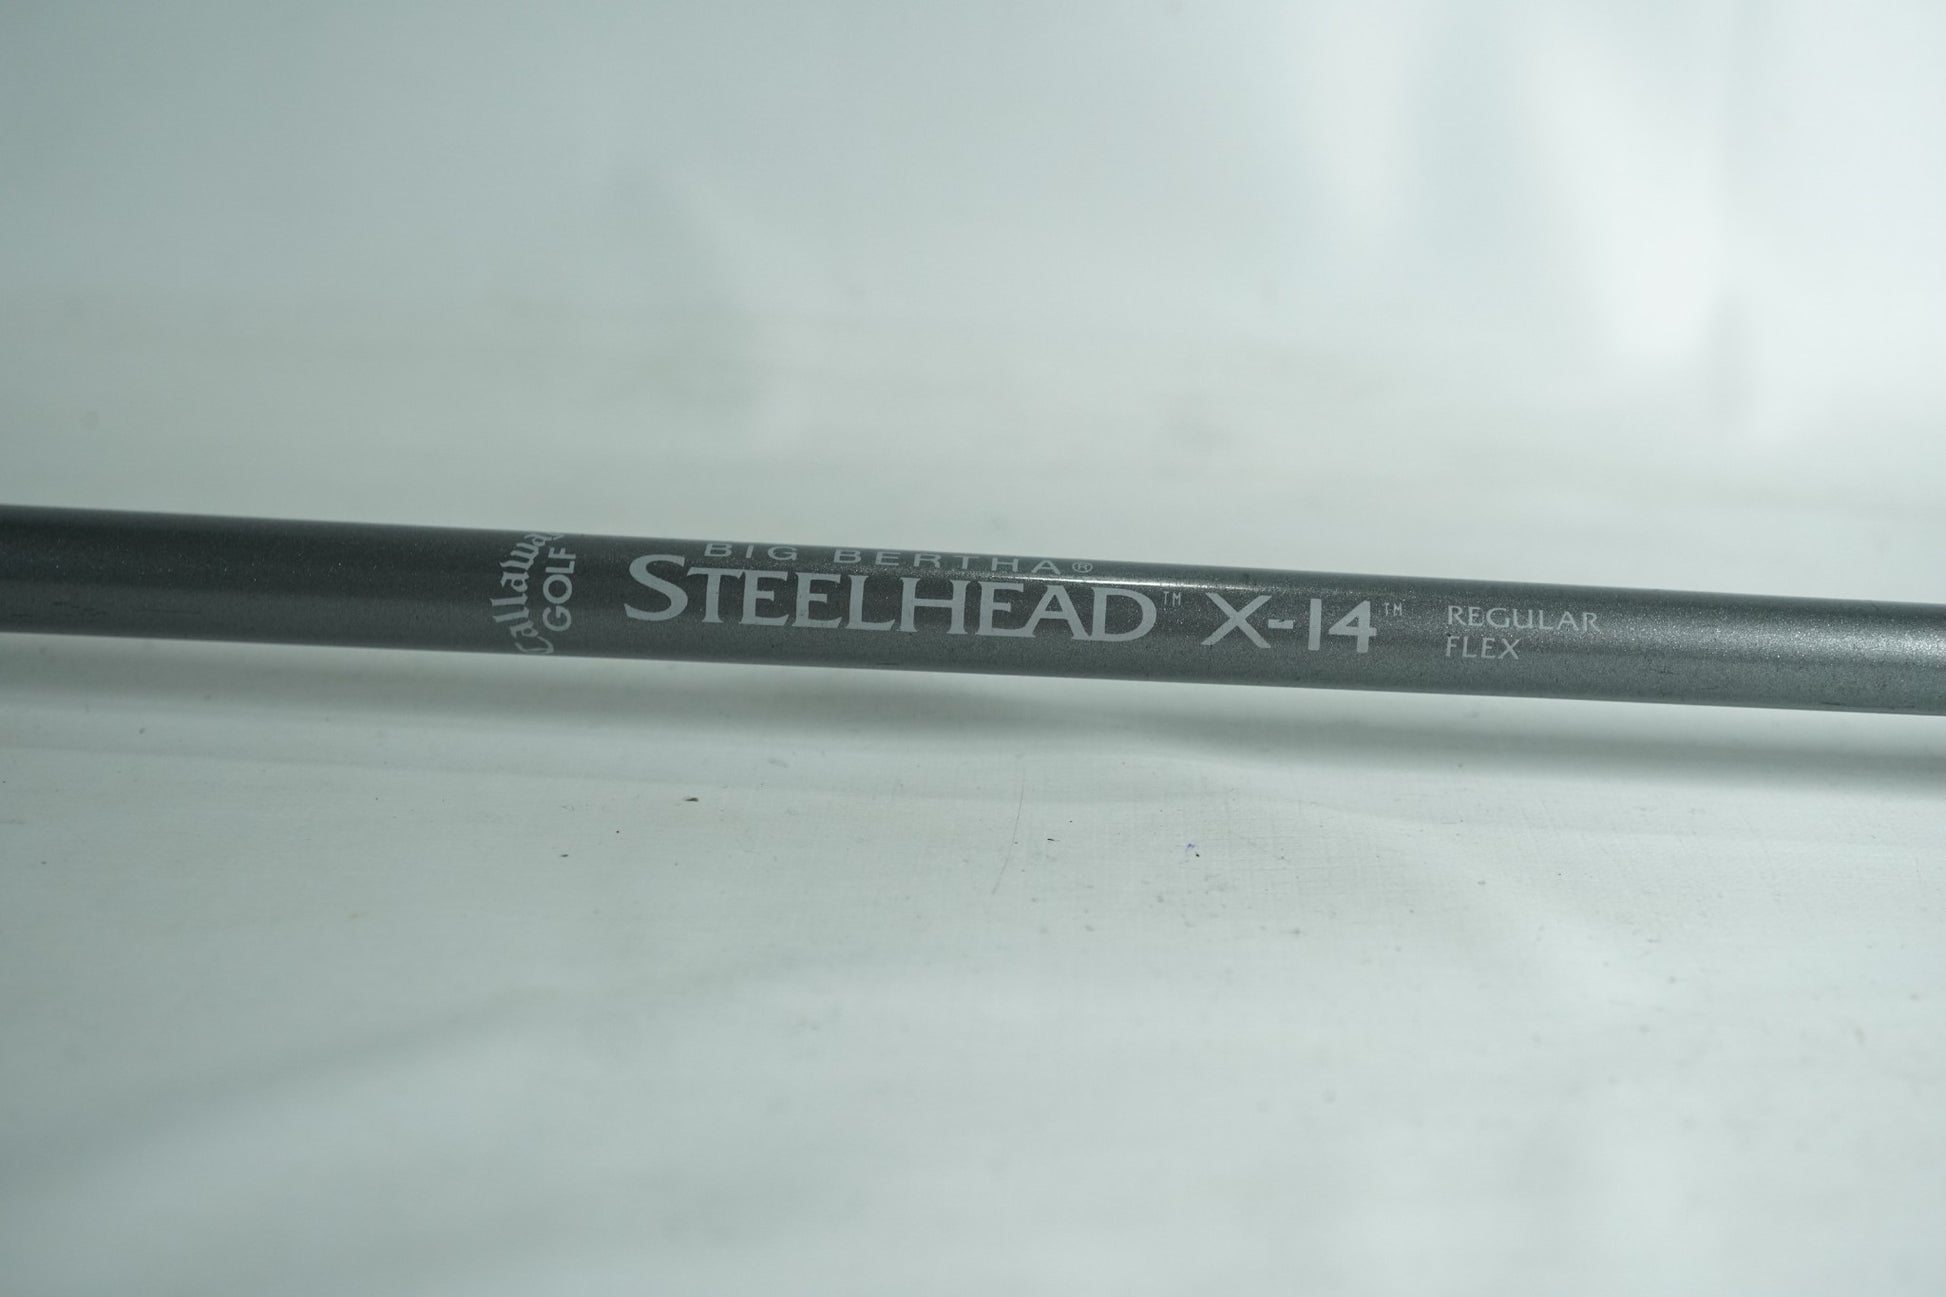 Callaway
GOLF
BIG BERTHA®
STEELHEAD™ X-14™
REGULAR
FLEX